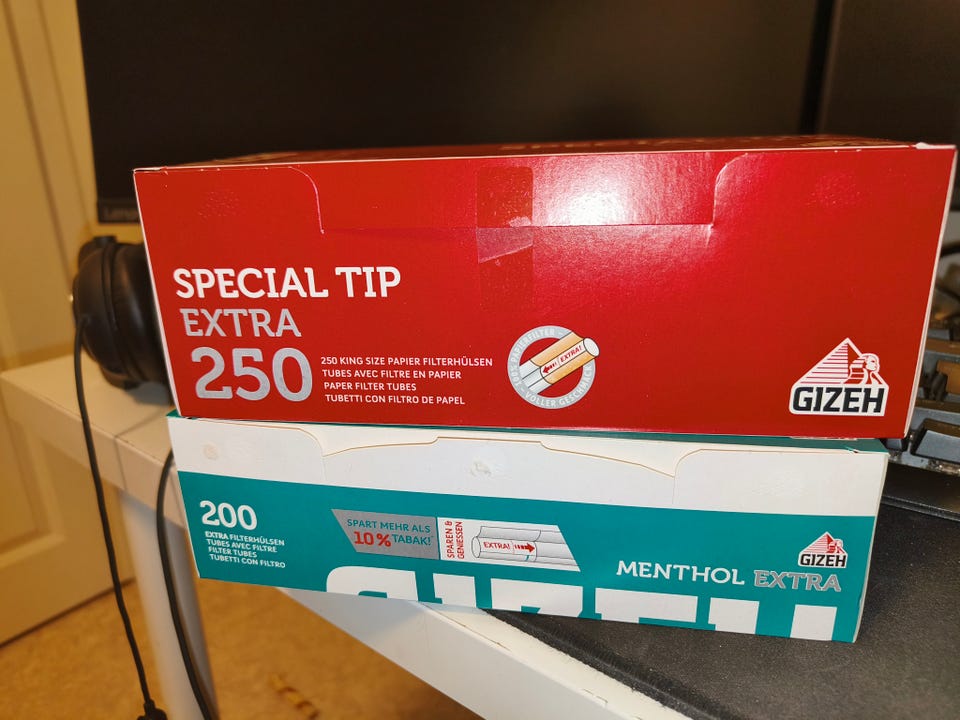 SPECIAL TIP
EXTRA
250
250 KING SIZE PAPIER FILTERHÜLSEN
TUBES AVEC FILTRE EN PAPIER
PAPER FILTER TUBES
TUBETTI CON FILTRO DE PAPEL
EXTRA!
GIZEH
200
EXTRA FILTERHÜLSEN
TUBES AVEC FILTRE
FILTER TUBES
TUBETTI CON FILTRO
SPART MEHR ALS
10% TABAK!
SPAREN &
GENIESSEN
EXTRA!
GIZEH
MENTHOL EXTRA
GIZEH